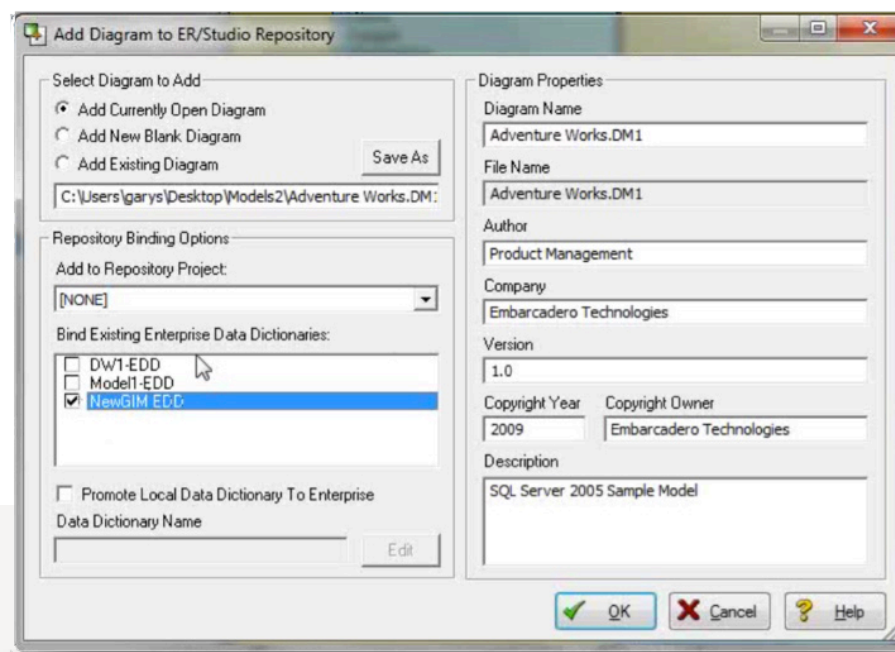 Add Diagram to ER/Studio Repository
Select Diagram to Add
Add Currently Open Diagram
Add New Blank Diagram
Add Existing Diagram
Save As
C:\Users\garys\Desktop\Models2\Adventure Works.DM1
Repository Binding Options
Add to Repository Project:
[NONE]
Bind Existing Enterprise Data Dictionaries:
DW1-EDD
Model1-EDD
NewGIM EDD
Promote Local Data Dictionary To Enterprise
Data Dictionary Name
Edit
Diagram Properties
Diagram Name
Adventure Works.DM1
File Name
Adventure Works.DM1
Author
Product Management
Company
Embarcadero Technologies
Version
1.0
Copyright Year Copyright Owner
2009 Embarcadero Technologies
Description
SQL Server 2005 Sample Model
OK Cancel Help